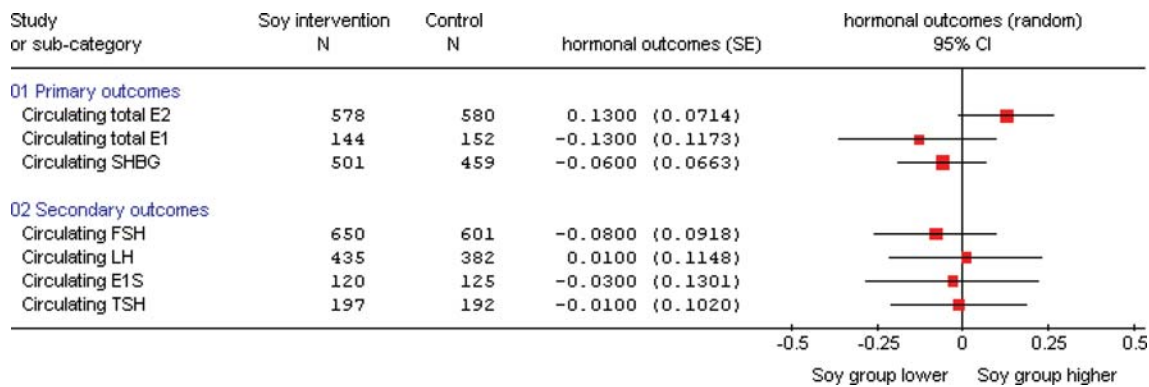 Study Soy intervention Control hormonal outcomes (random)
or sub-category N N hormonal outcomes (SE) 95% CI
01 Primary outcomes
Circulating total E2 578 580 0.1300 (0.0714)
Circulating total E1 144 152 -0.1300 (0.1173)
Circulating SHBG 501 459 -0.0600 (0.0663)
02 Secondary outcomes
Circulating FSH 650 601 -0.0800 (0.0918)
Circulating LH 435 382 0.0100 (0.1148)
Circulating E1S 120 125 -0.0300 (0.1301)
Circulating TSH 197 192 -0.0100 (0.1020)
-0.5 -0.25 0 0.25 0.5
Soy group lower Soy group higher